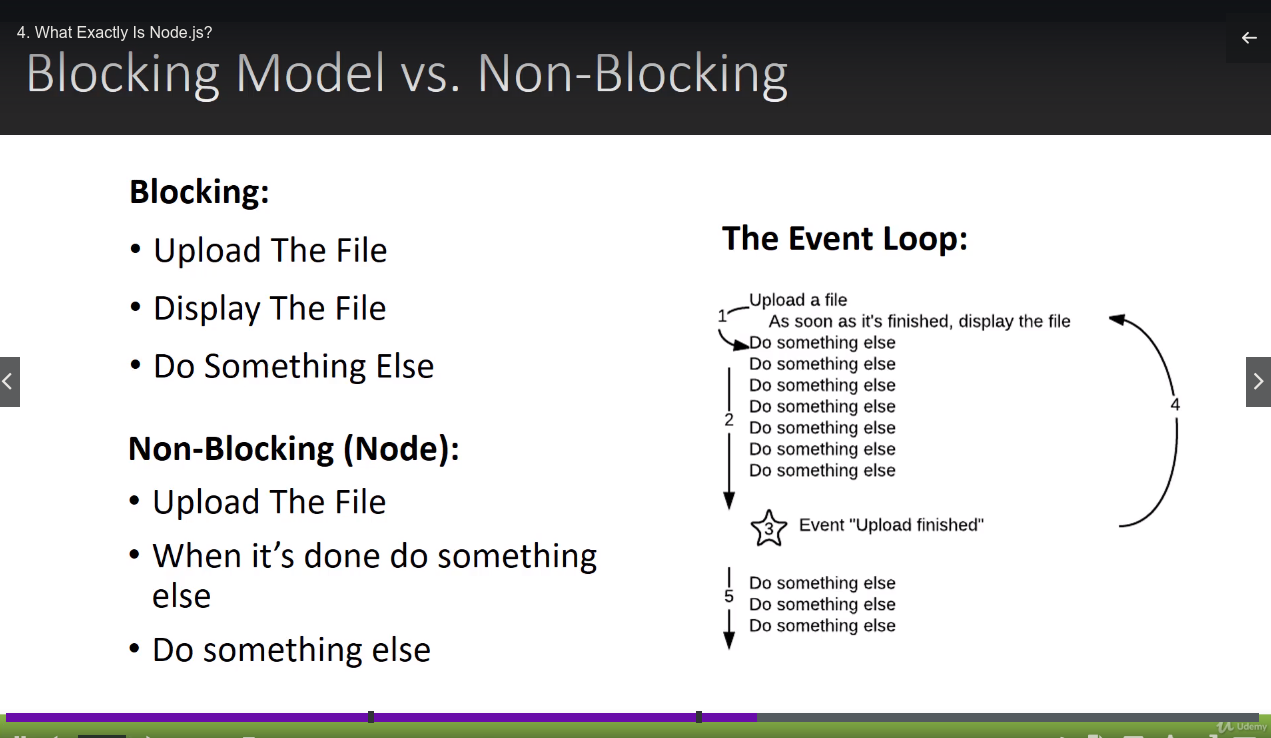 4. What Exactly Is Node.js?
Blocking Model vs. Non-Blocking
Blocking:
• Upload The File
• Display The File
• Do Something Else
Non-Blocking (Node):
• Upload The File
• When it's done do something
else
• Do something else
The Event Loop:
Upload a file
1
As soon as it's finished, display the file
Do something else
Do something else
Do something else
Do something else
2
Do something else
Do something else
Do something else
4
3 Event "Upload finished"
Do something else
5 Do something else
Do something else
Udemy